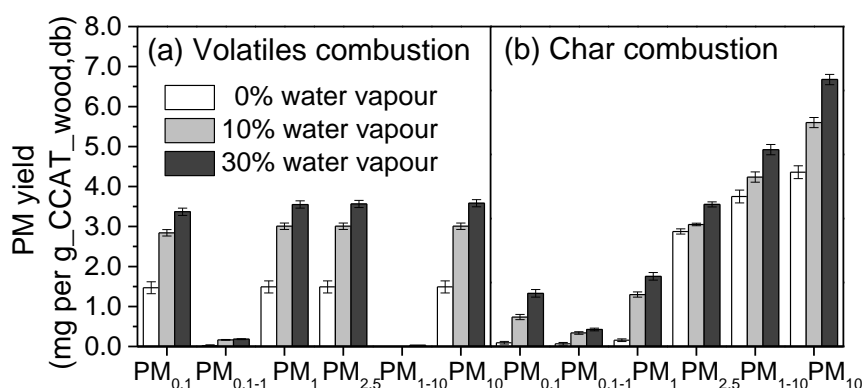 PM yield
(mg per g_CCAT_wood,db)
8.0
7.0
6.0
5.0
4.0
3.0
2.0
1.0
0.0
(a) Volatiles combustion
(b) Char combustion
0% water vapour
10% water vapour
30% water vapour
PM0.1 PM0.1-1 PM1 PM2.5 PM1-10 PM10 PM0.1 PM0.1-1 PM1 PM2.5 PM1-10 PM10